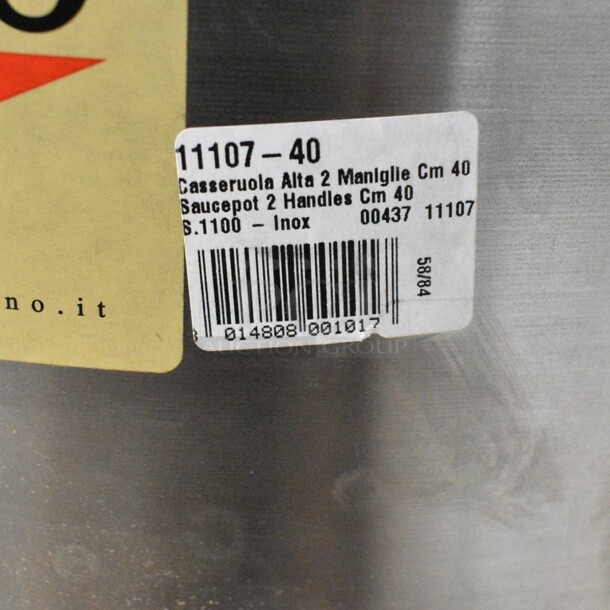 11107-40
Casseruola Alta 2 Maniglie Cm 40
Saucepot 2 Handles Cm 40
S.1100 - Inox 00437 11107
58/84
8 014808 001017
AUCTION GROUP
no.it